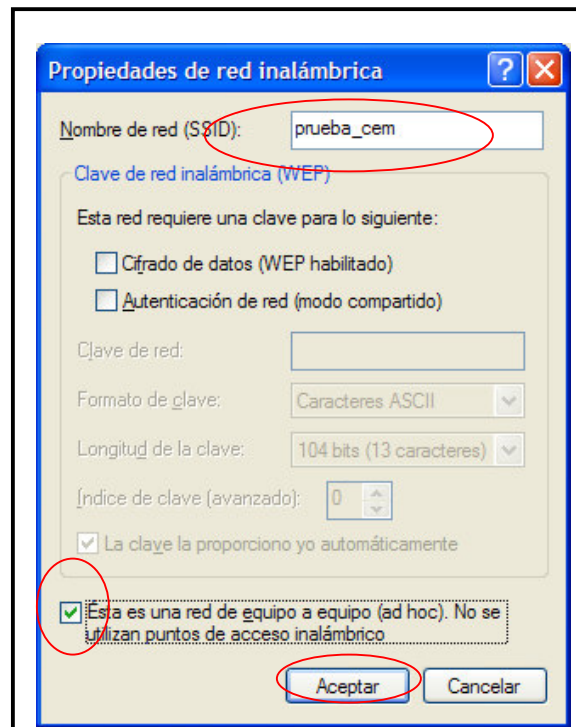 Propiedades de red inalámbrica
Nombre de red (SSID): prueba_cem
Clave de red inalámbrica (WEP)
Esta red requiere una clave para lo siguiente:
Cifrado de datos (WEP habilitado)
Autenticación de red (modo compartido)
Clave de red:
Formato de clave: Caracteres ASCII
Longitud de la clave: 104 bits (13 caracteres)
Índice de clave (avanzado): 0
La clave la proporciono yo automáticamente
Ésta es una red de equipo a equipo (ad hoc). No se
utilizan puntos de acceso inalámbrico
Aceptar Cancelar